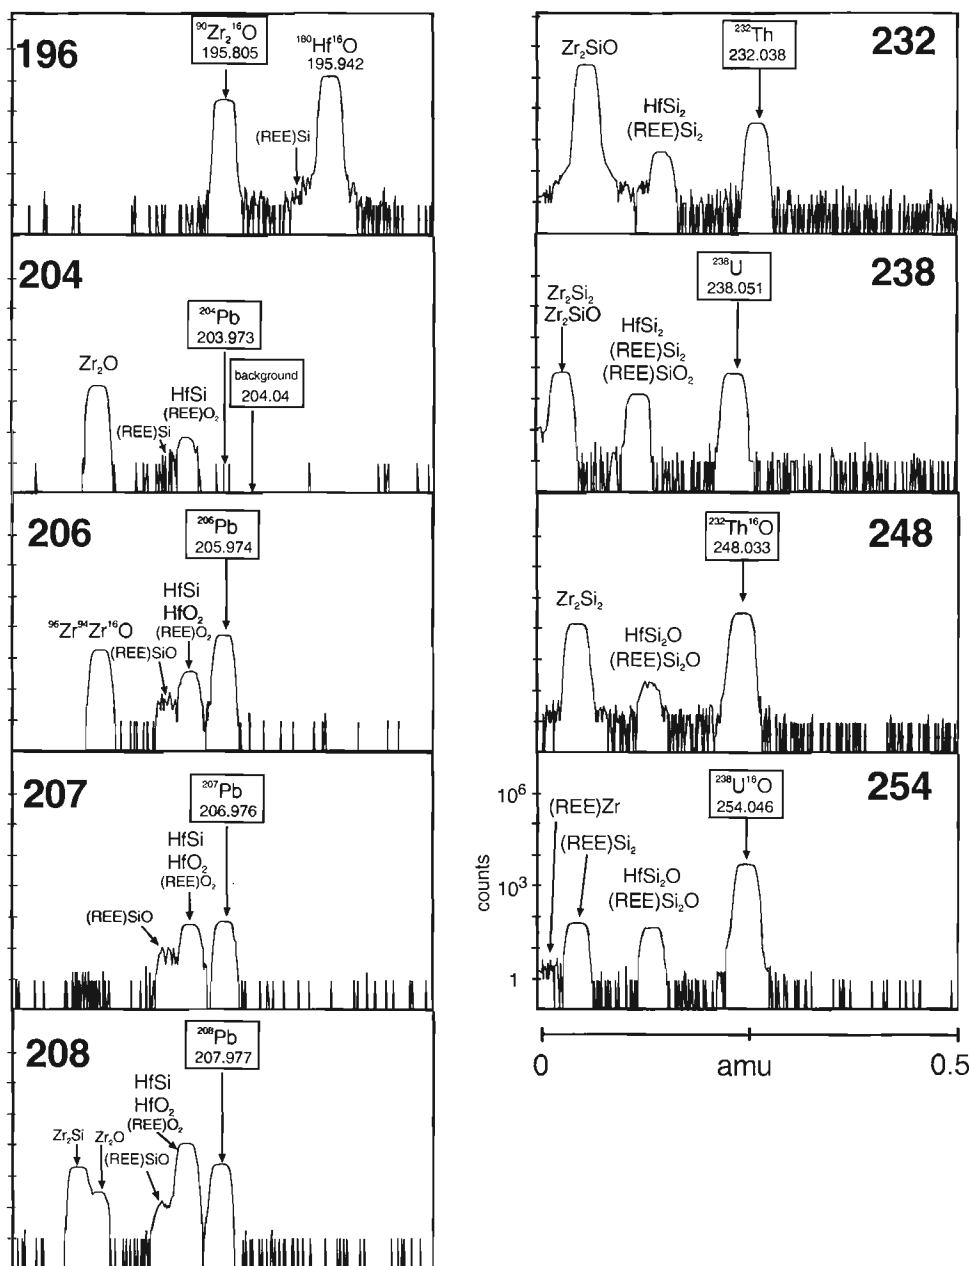 196
⁹⁰Zr₂¹⁶O
195.805
¹⁸⁰Hf¹⁶O
195.942
(REE)Si
204
²⁰⁴Pb
203.973
background
204.04
Zr₂O
HfSi
(REE)O₂
(REE)Si
206
²⁰⁶Pb
205.974
HfSi
HfO₂
(REE)O₂
⁹⁶Zr⁹⁴Zr¹⁶O
(REE)SiO
207
²⁰⁷Pb
206.976
HfSi
HfO₂
(REE)O₂
(REE)SiO
208
²⁰⁸Pb
207.977
HfSi
HfO₂
(REE)O₂
Zr₂Si
Zr₂O
(REE)SiO
232
Zr₂SiO
²³²Th
232.038
HfSi₂
(REE)Si₂
238
²³⁸U
238.051
Zr₂Si₂
Zr₂SiO
HfSi₂
(REE)Si₂
(REE)SiO₂
248
²³²Th¹⁶O
248.033
Zr₂Si₂
HfSi₂O
(REE)Si₂O
254
²³⁸U¹⁶O
254.046
(REE)Zr
(REE)Si₂
HfSi₂O
(REE)Si₂O
10⁶
10³
1
counts
0 amu 0.5